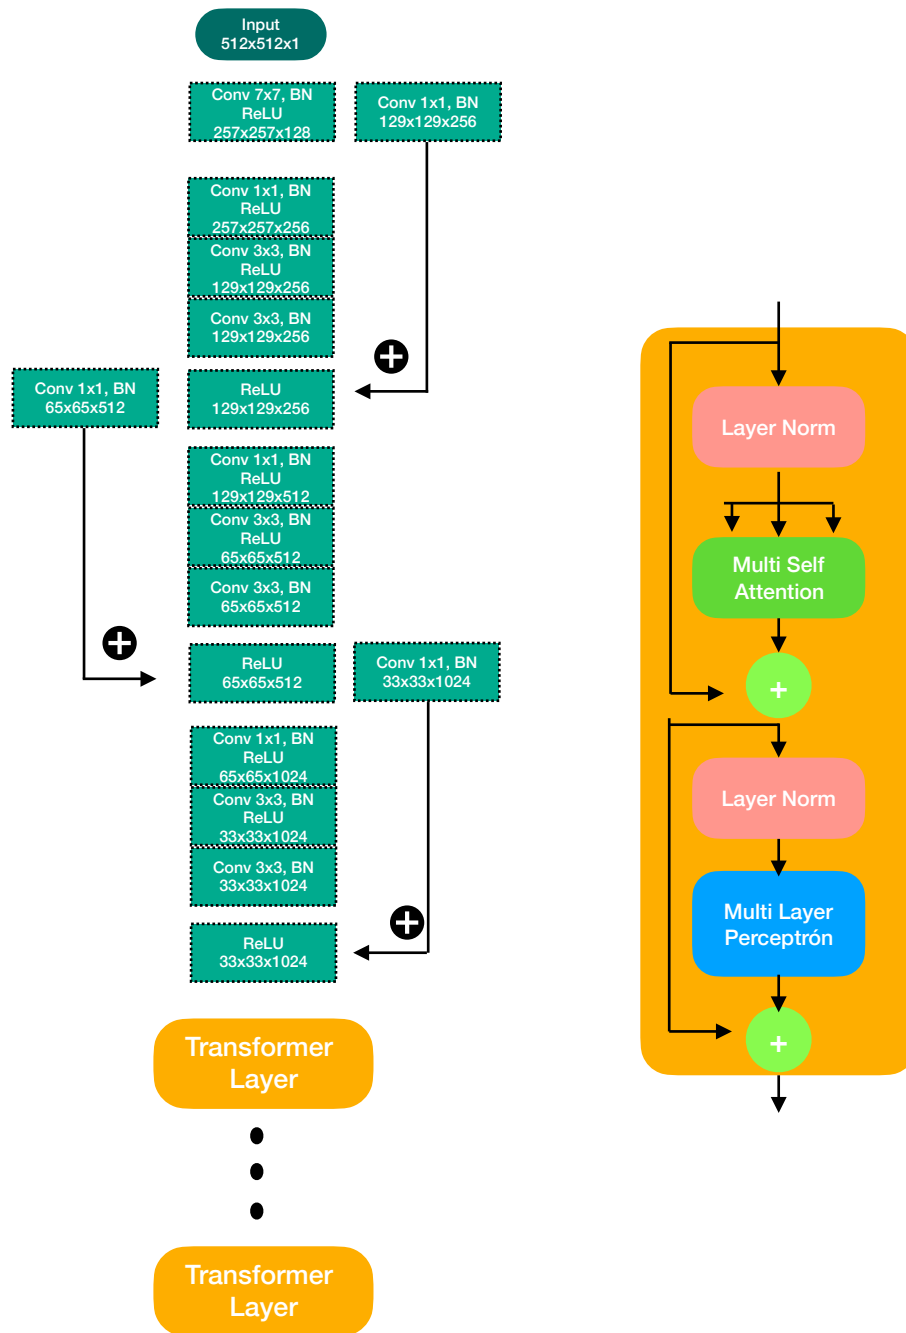 Input
512x512x1
Conv 7x7, BN
ReLU
257x257x128
Conv 1x1, BN
129x129x256
Conv 1x1, BN
ReLU
257x257x256
Conv 3x3, BN
ReLU
129x129x256
Conv 3x3, BN
129x129x256
+
Conv 1x1, BN
65x65x512
ReLU
129x129x256
Conv 1x1, BN
ReLU
129x129x512
Conv 3x3, BN
ReLU
65x65x512
Conv 3x3, BN
65x65x512
+
ReLU
65x65x512
Conv 1x1, BN
33x33x1024
Conv 1x1, BN
ReLU
65x65x1024
Conv 3x3, BN
ReLU
33x33x1024
Conv 3x3, BN
33x33x1024
+
ReLU
33x33x1024
Transformer
Layer
Transformer
Layer
Layer Norm
Multi Self
Attention
+
Layer Norm
Multi Layer
Perceptrón
+